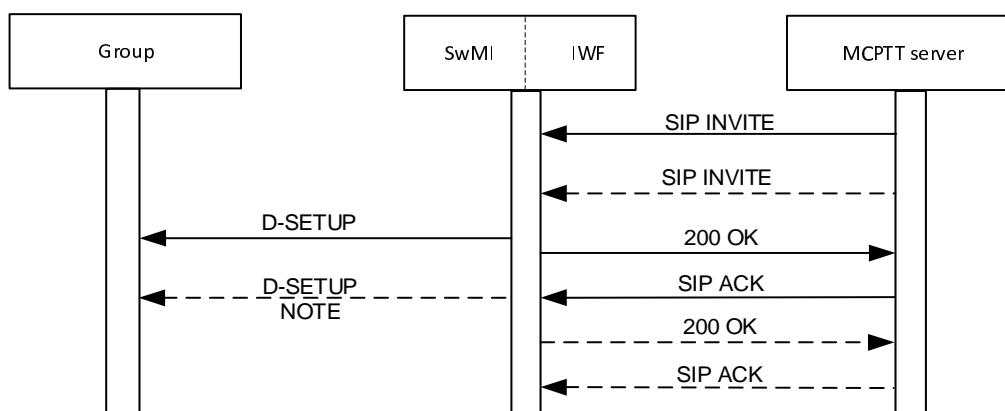 Group
SwMI
IWF
MCPTT server
SIP INVITE
SIP INVITE
D-SETUP
200 OK
D-SETUP
NOTE
SIP ACK
200 OK
SIP ACK